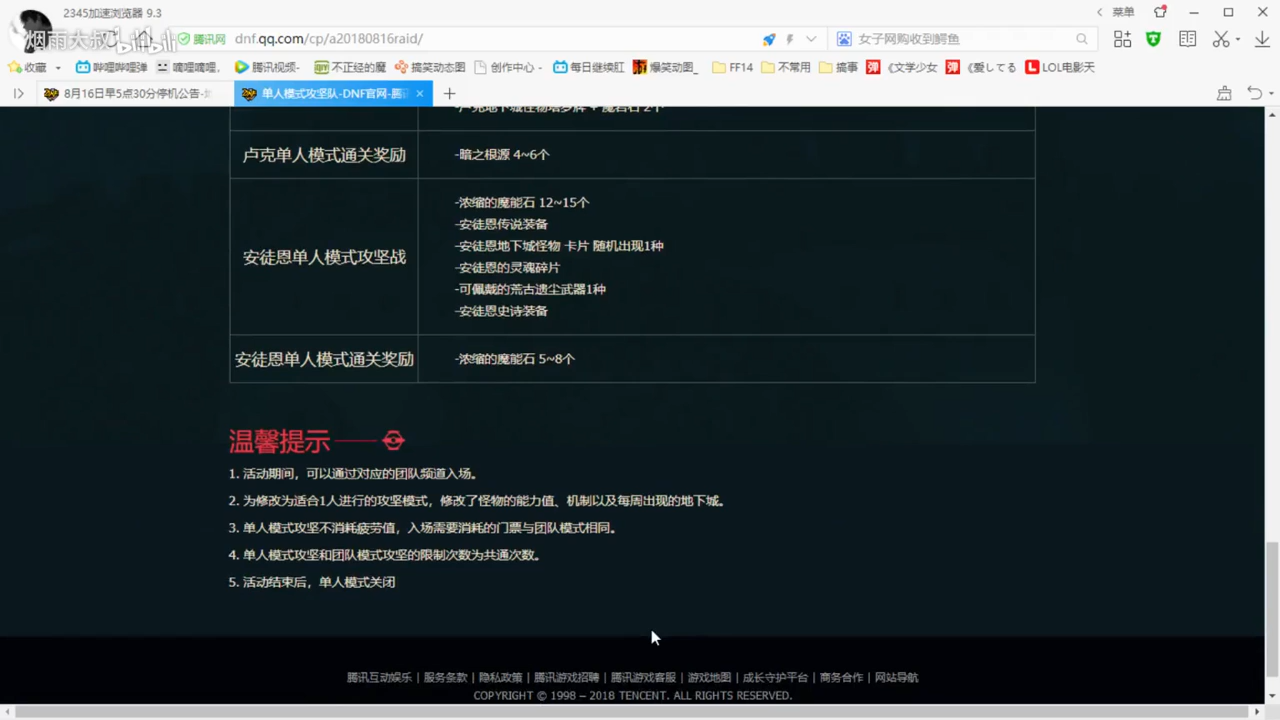 2345加速浏览器 9.3
菜单
烟雨大叔 bilibili
腾讯网 dnf.qq.com/cp/a20180816raid/
女子网购收到鳄鱼
收藏 哔哩哔哩弹 嘀哩嘀哩, 腾讯视频- 不正经的魔 搞笑动态图 创作中心 - 每日继续肛 爆笑动图_ FF14 不常用 搞事 《文学少女 《愛してる LOL电影天
8月16日早5点30分停机公告- 单人模式攻坚队-DNF官网-腾讯
卢克单人模式通关奖励
-暗之根源 4~6个
安徒恩单人模式攻坚战
-浓缩的魔能石 12~15个
-安徒恩传说装备
-安徒恩地下城怪物 卡片 随机出现1种
-安徒恩的灵魂碎片
-可佩戴的荒古遗尘武器1种
-安徒恩史诗装备
安徒恩单人模式通关奖励
-浓缩的魔能石 5~8个
温馨提示
1. 活动期间，可以通过对应的团队频道入场。
2. 为修改为适合1人进行的攻坚模式，修改了怪物的能力值、机制以及每周出现的地下城。
3. 单人模式攻坚不消耗疲劳值，入场需要消耗的门票与团队模式相同。
4. 单人模式攻坚和团队模式攻坚的限制次数为共通次数。
5. 活动结束后，单人模式关闭
腾讯互动娱乐 | 服务条款 | 隐私政策 | 腾讯游戏招聘 | 腾讯游戏客服 | 游戏地图 | 成长守护平台 | 商务合作 | 网站导航
COPYRIGHT © 1998 – 2018 TENCENT. ALL RIGHTS RESERVED.